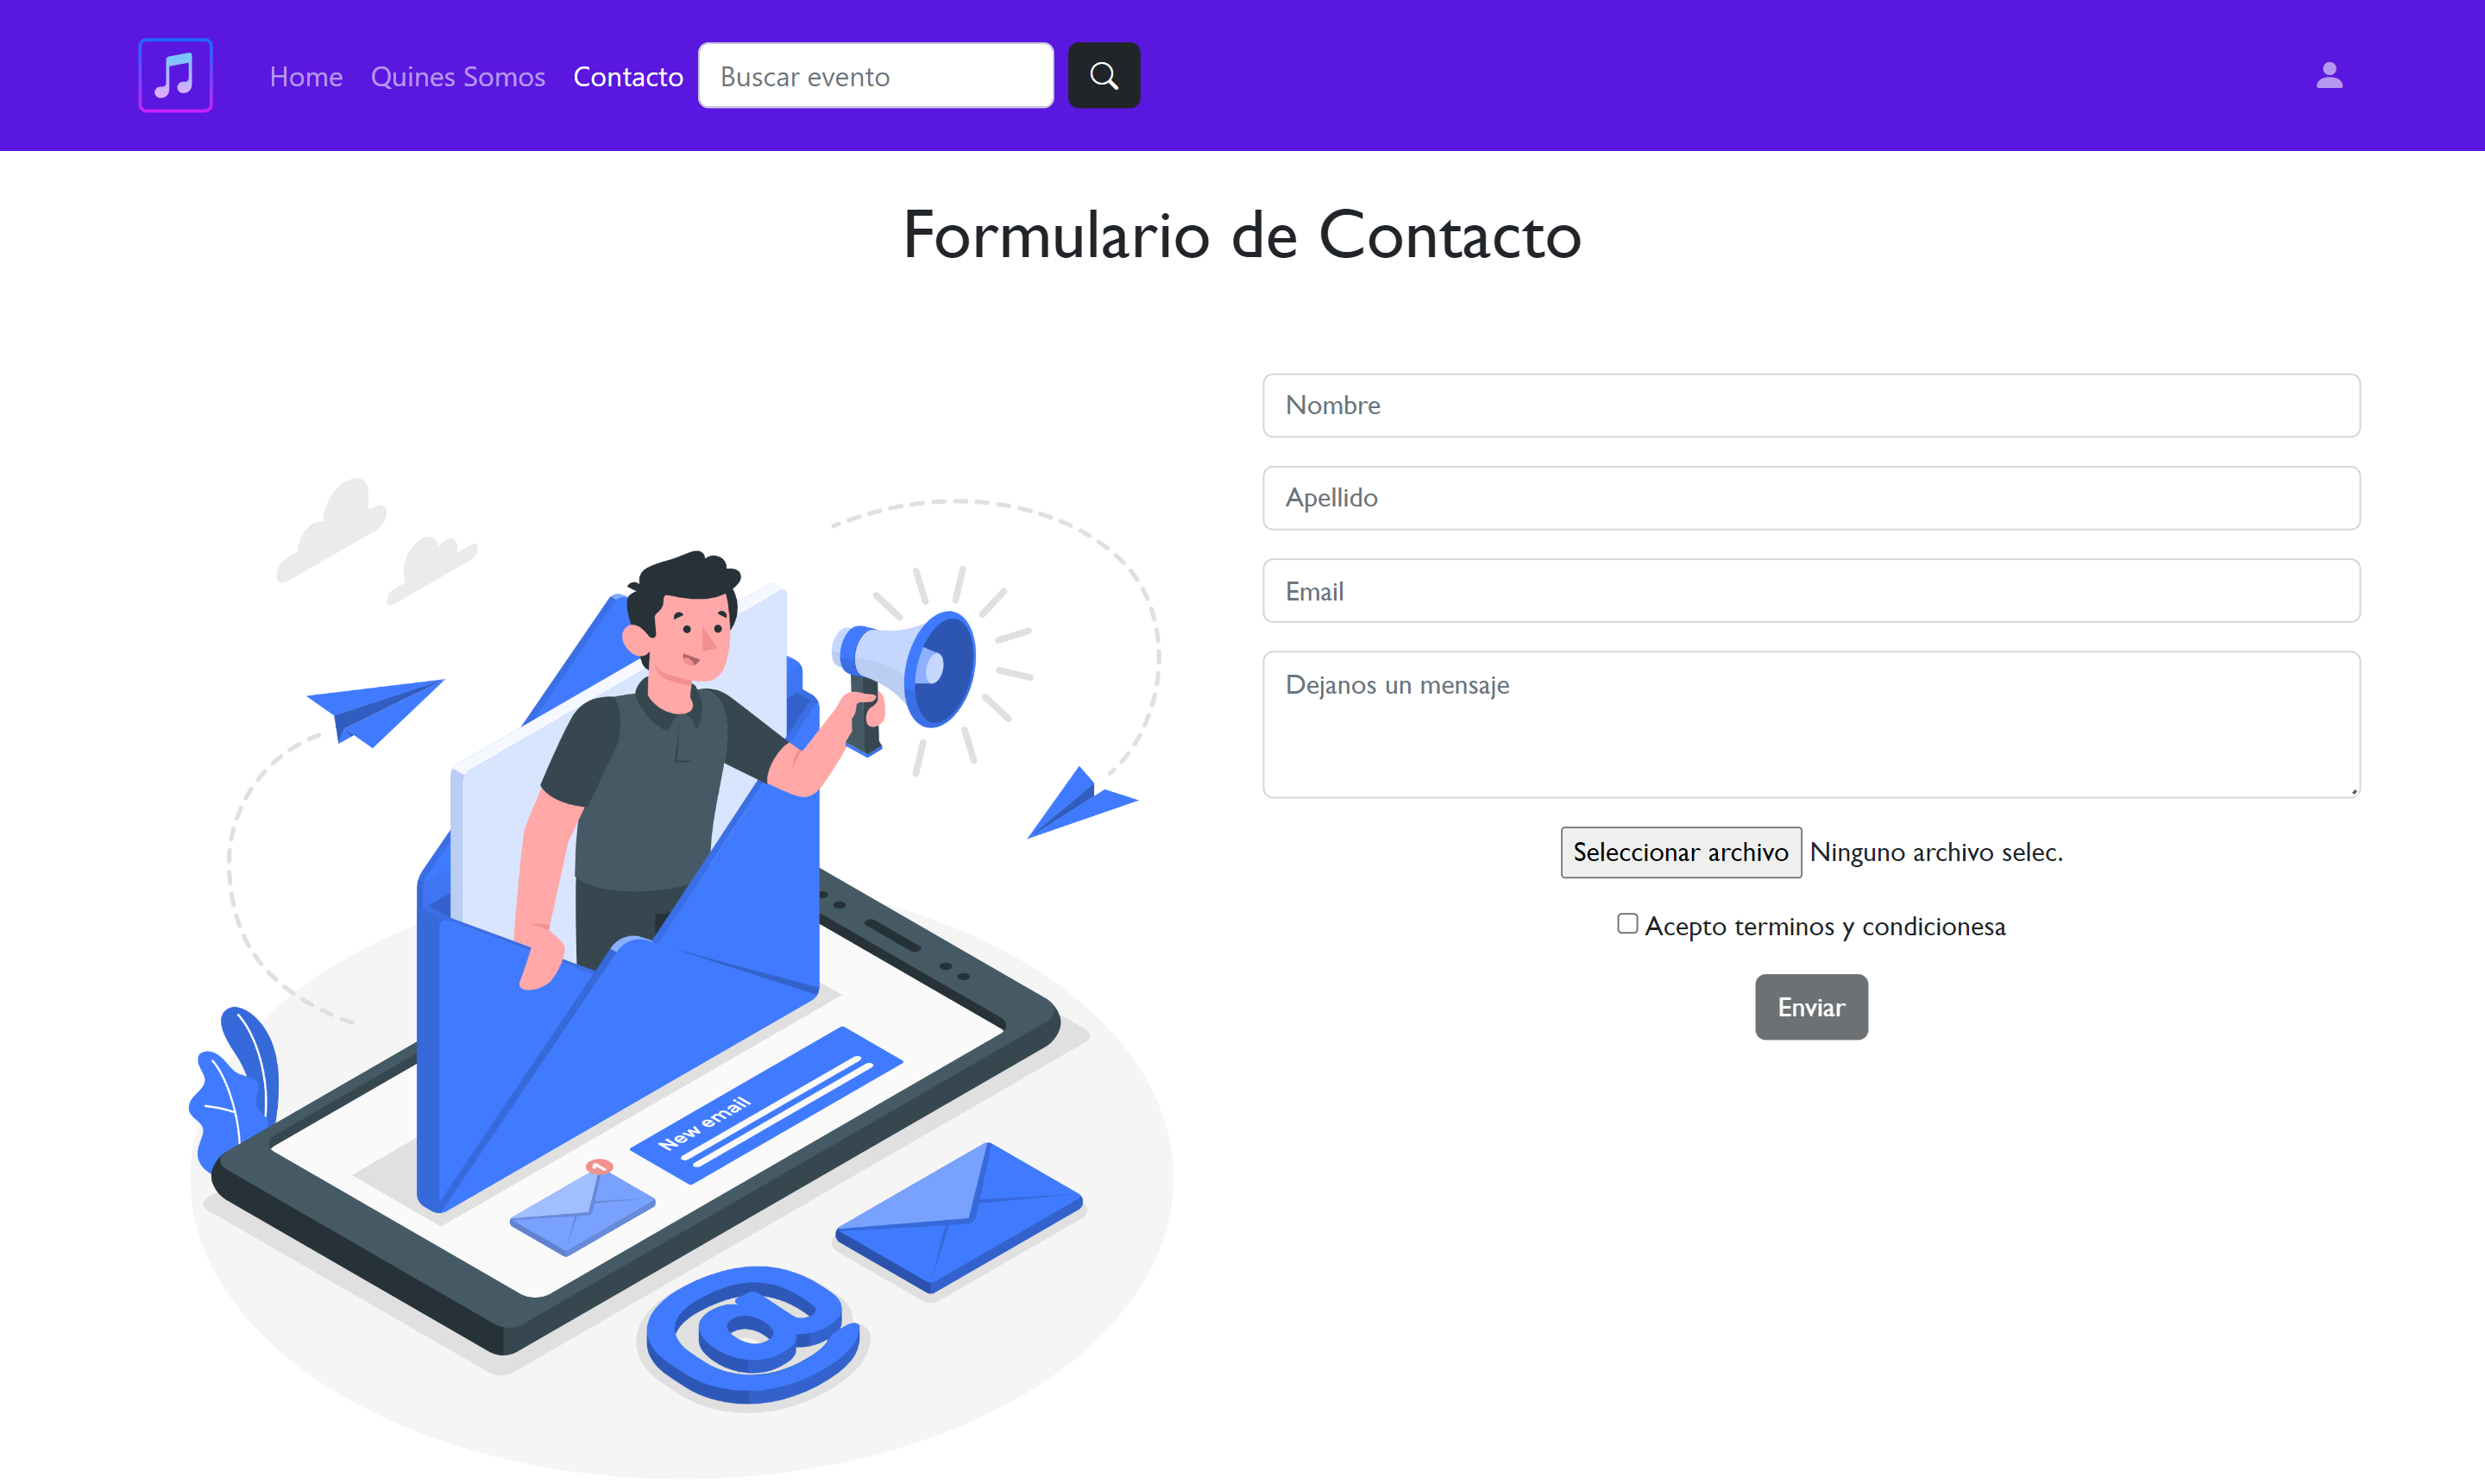 Home Quines Somos Contacto Buscar evento
Formulario de Contacto
Nombre
Apellido
Email
Dejanos un mensaje
Seleccionar archivo Ninguno archivo selec.
Acepto terminos y condicionesa
Enviar
New email